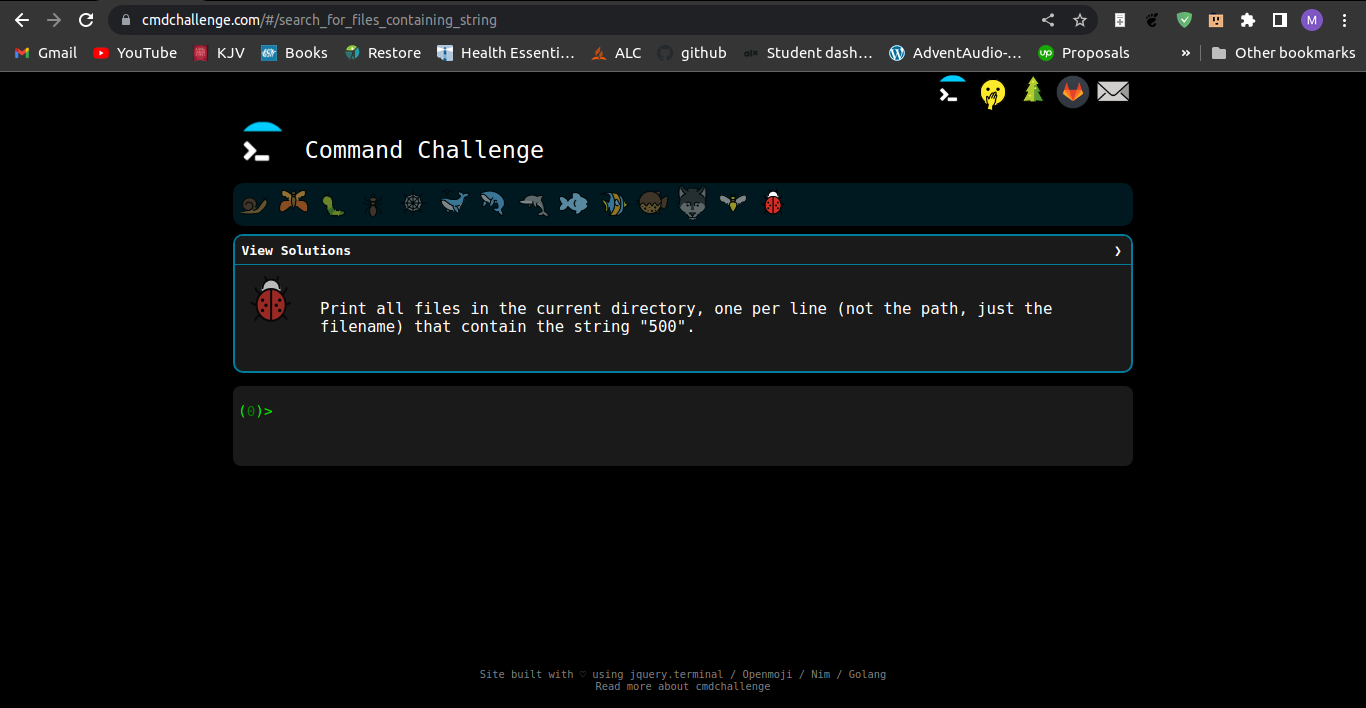 cmdchallenge.com/#/search_for_files_containing_string
M
Gmail YouTube KJV Books Restore Health Essenti… ALC github Student dash… AdventAudio-… Proposals » Other bookmarks
Command Challenge
View Solutions ❯
Print all files in the current directory, one per line (not the path, just the
filename) that contain the string "500".
(0)>
Site built with ♡ using jquery.terminal / Openmoji / Nim / Golang
Read more about cmdchallenge